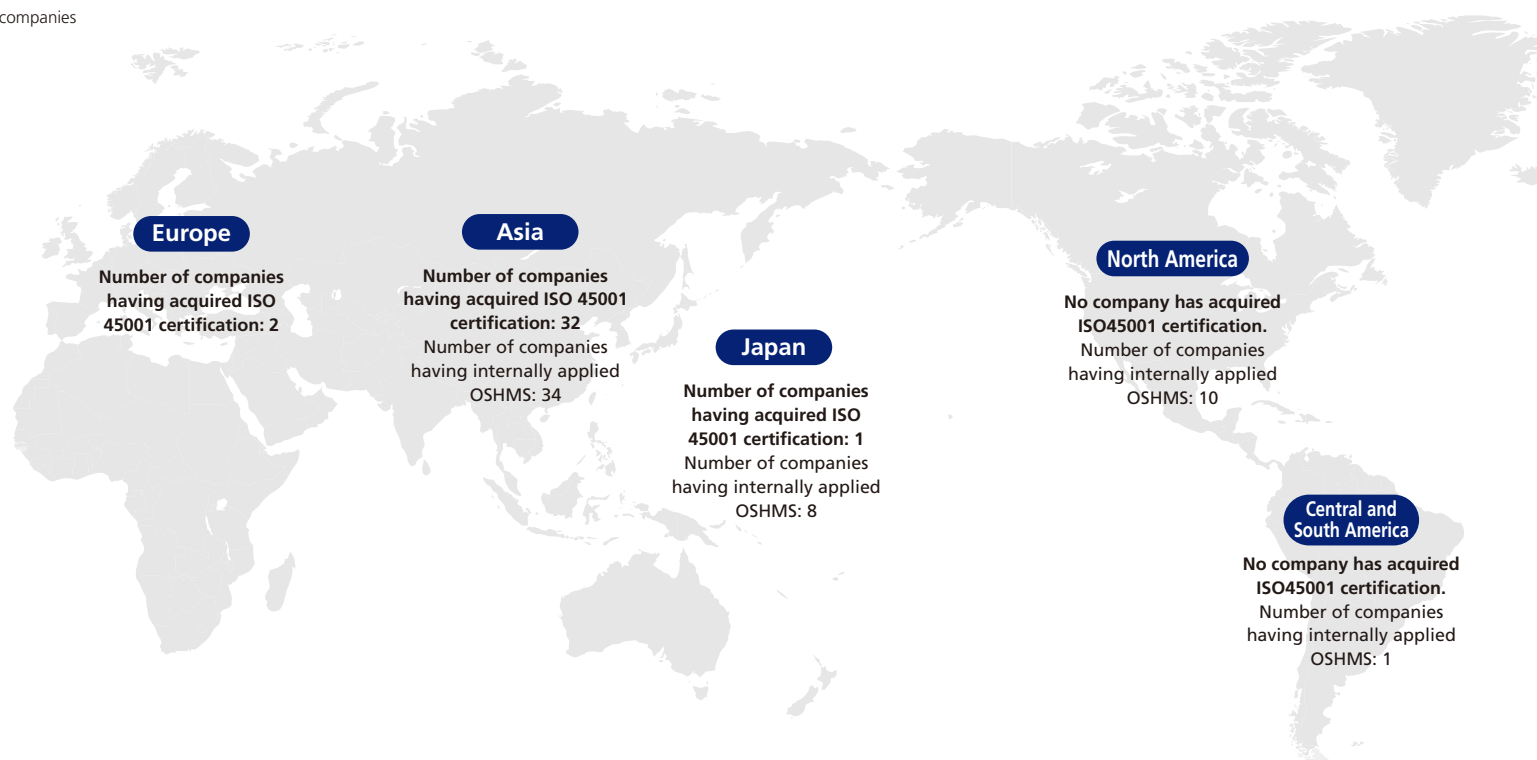 companies
Europe
Number of companies
having acquired ISO
45001 certification: 2
Asia
Number of companies
having acquired ISO 45001
certification: 32
Number of companies
having internally applied
OSHMS: 34
Japan
Number of companies
having acquired ISO
45001 certification: 1
Number of companies
having internally applied
OSHMS: 8
North America
No company has acquired
ISO45001 certification.
Number of companies
having internally applied
OSHMS: 10
Central and
South America
No company has acquired
ISO45001 certification.
Number of companies
having internally applied
OSHMS: 1